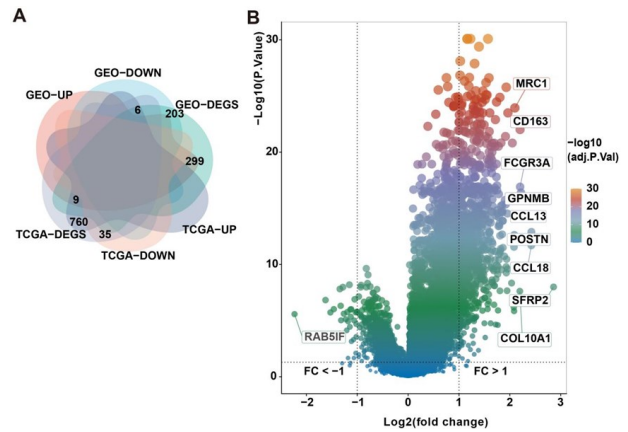 A
B
GEO−DOWN
GEO−UP
GEO−DEGS
6
203
299
9
760
35
TCGA−UP
TCGA−DEGS
TCGA−DOWN
−Log10(P.Value)
30
20
10
0
MRC1
CD163
FCGR3A
GPNMB
CCL13
POSTN
CCL18
SFRP2
COL10A1
RAB5IF
FC < −1
FC > 1
−2
−1
0
1
2
3
Log2(fold change)
−log10
(adj.P.Val)
30
20
10
0